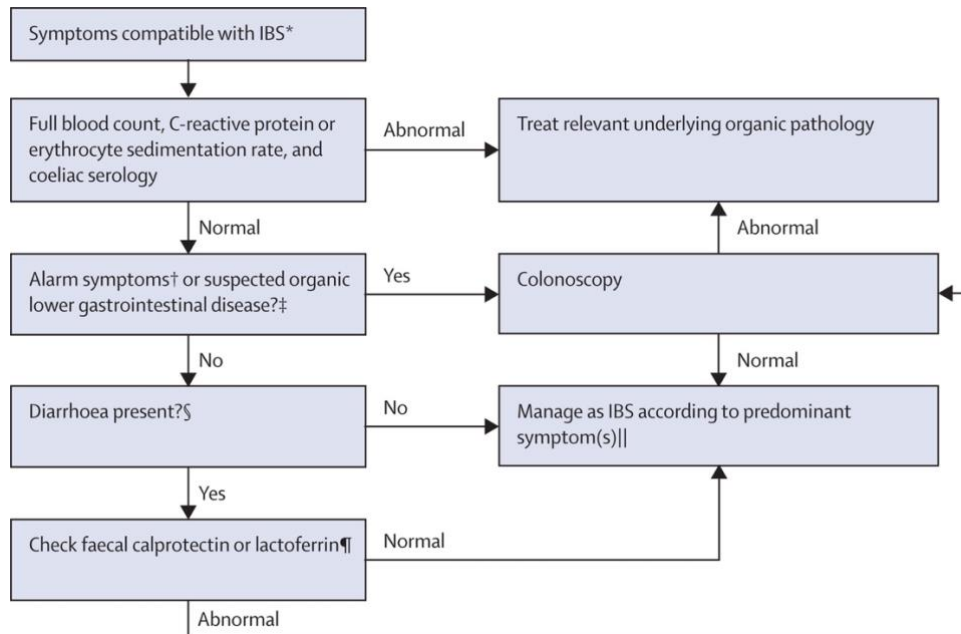 Symptoms compatible with IBS*
Full blood count, C-reactive protein or
erythrocyte sedimentation rate, and
coeliac serology
Abnormal
Treat relevant underlying organic pathology
Normal
Abnormal
Alarm symptoms† or suspected organic
lower gastrointestinal disease?‡
Yes
Colonoscopy
No
Normal
Diarrhoea present?§
No
Manage as IBS according to predominant
symptom(s)||
Yes
Check faecal calprotectin or lactoferrin¶
Normal
Abnormal